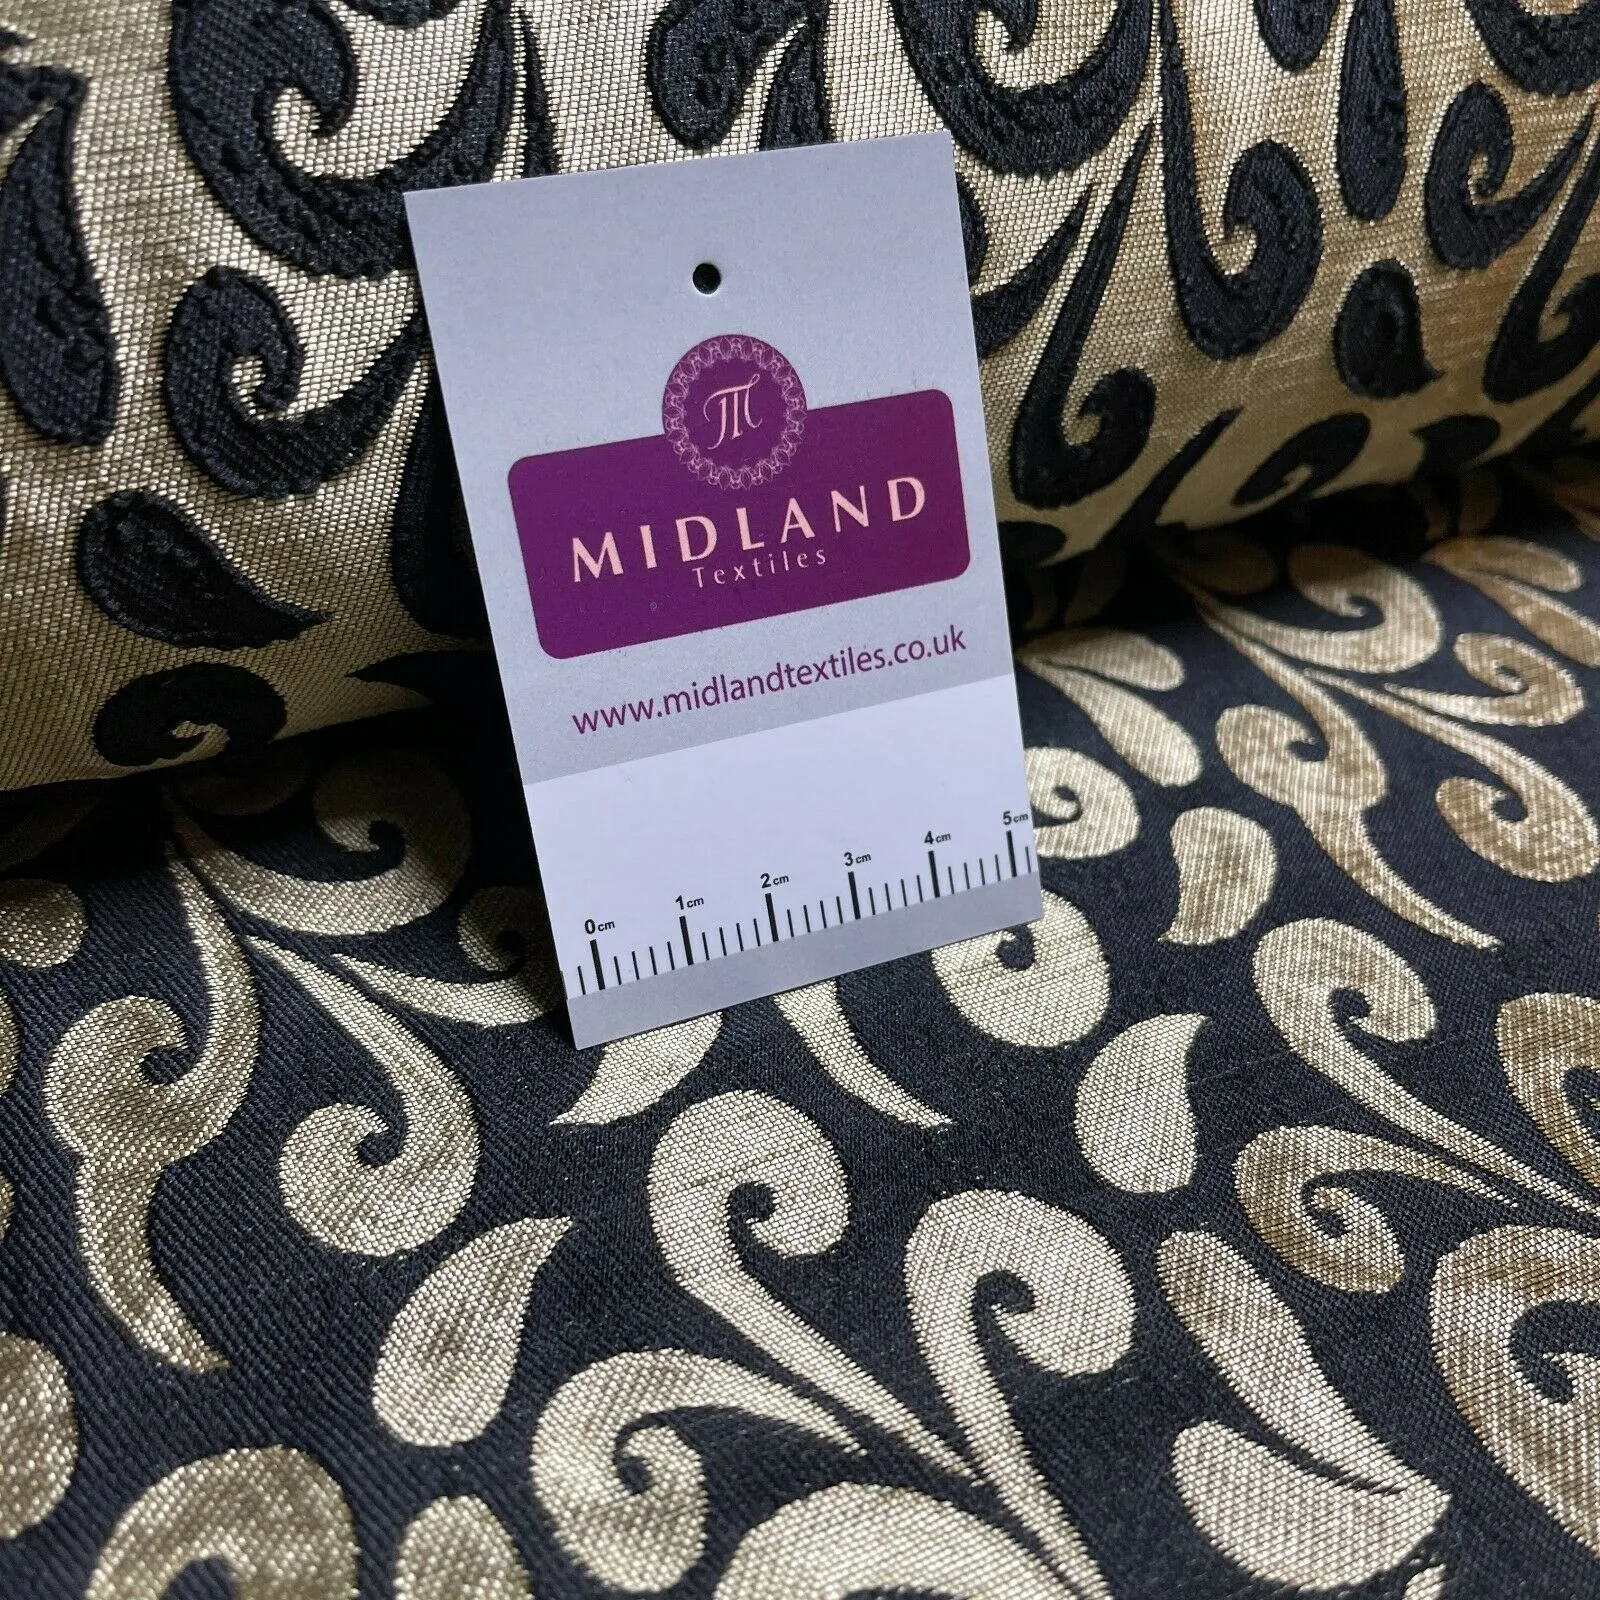 M
MIDLAND
Textiles
www.midlandtextiles.co.uk
0cm 1cm 2cm 3cm 4cm 5cm